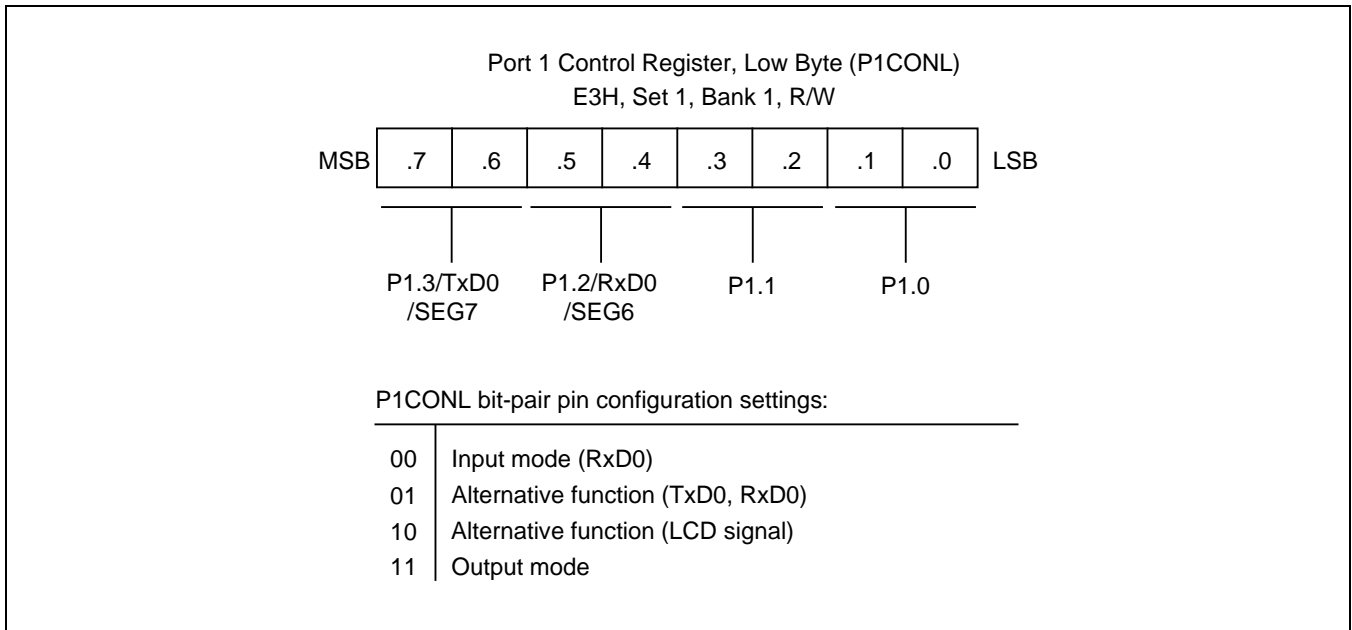 Port 1 Control Register, Low Byte (P1CONL)
E3H, Set 1, Bank 1, R/W
MSB .7 .6 .5 .4 .3 .2 .1 .0 LSB
P1.3/TxD0 P1.2/RxD0 P1.1 P1.0
/SEG7 /SEG6
P1CONL bit-pair pin configuration settings:
00 Input mode (RxD0)
01 Alternative function (TxD0, RxD0)
10 Alternative function (LCD signal)
11 Output mode